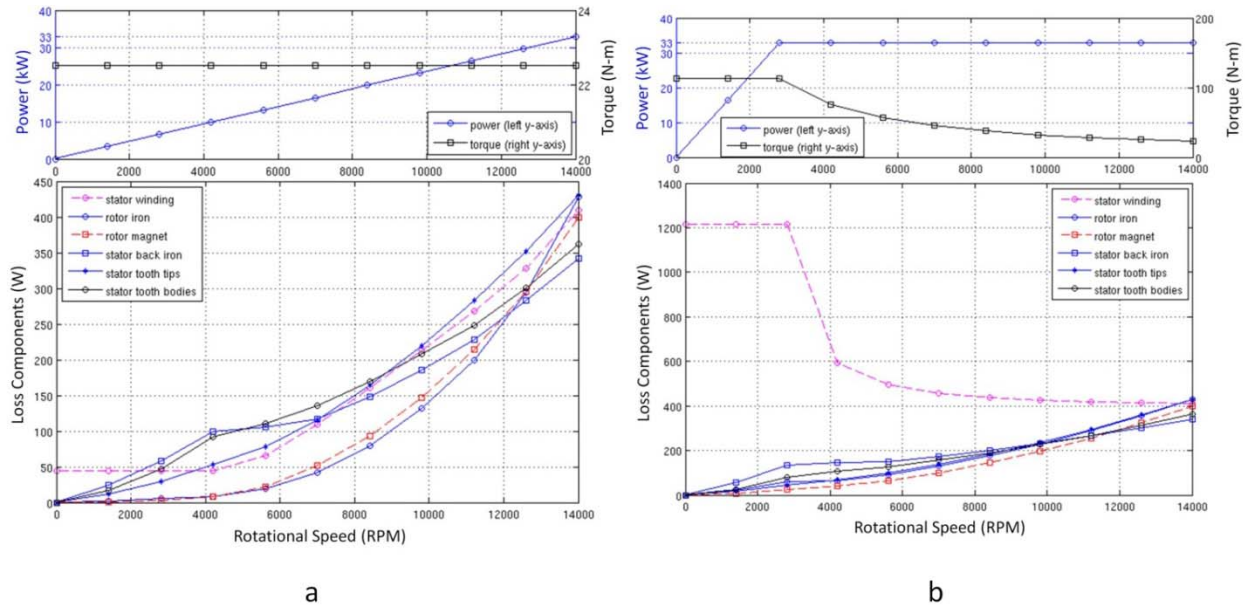 40
33
30
20
10
0
Power (kW)
24
22
20
Torque (N-m)
power (left y-axis)
torque (right y-axis)
0 2000 4000 6000 8000 10000 12000 14000
450
400
350
300
250
200
150
100
50
0
Loss Components (W)
stator winding
rotor iron
rotor magnet
stator back iron
stator tooth tips
stator tooth bodies
0 2000 4000 6000 8000 10000 12000 14000
Rotational Speed (RPM)
a
40
33
30
20
10
0
Power (kW)
200
100
0
Torque (N-m)
power (left y-axis)
torque (right y-axis)
0 2000 4000 6000 8000 10000 12000 14000
1400
1200
1000
800
600
400
200
0
Loss Components (W)
stator winding
rotor iron
rotor magnet
stator back iron
stator tooth tips
stator tooth bodies
0 2000 4000 6000 8000 10000 12000 14000
Rotational Speed (RPM)
b